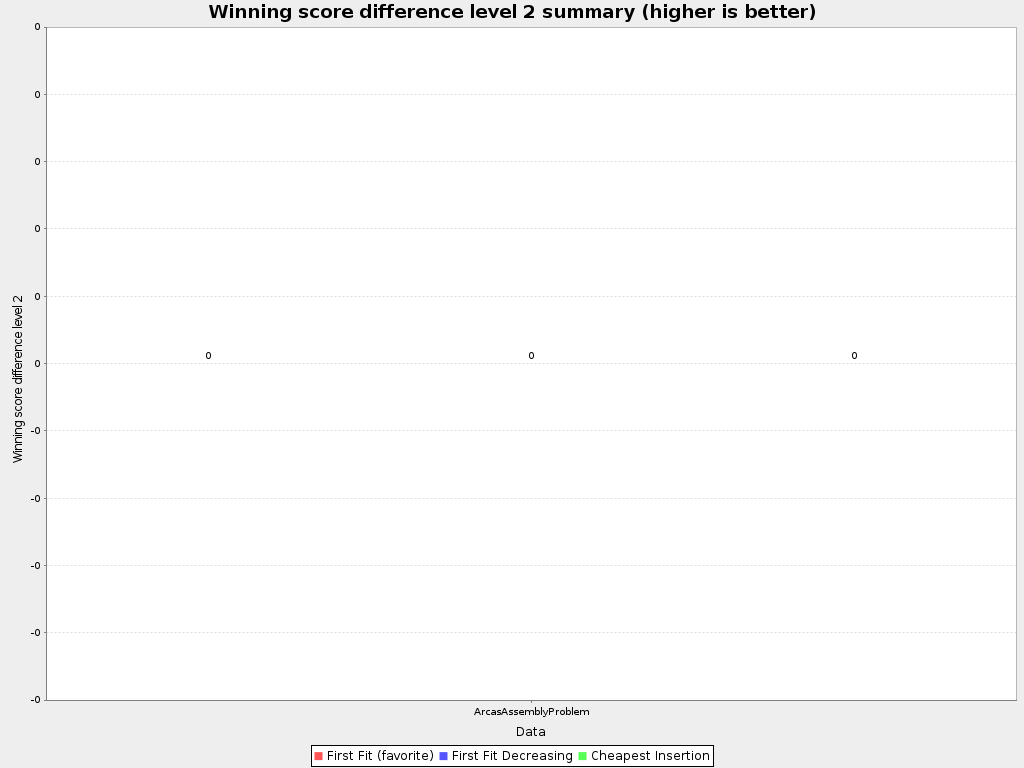 Winning score difference level 2 summary (higher is better)
0
0
0
0
0
0
-0
-0
-0
-0
-0
Winning score difference level 2
0 0 0
ArcasAssemblyProblem
Data
First Fit (favorite) First Fit Decreasing Cheapest Insertion